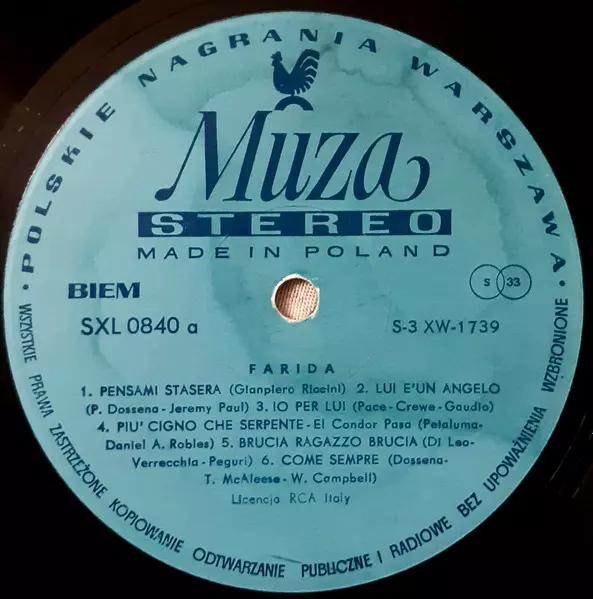 • POLSKIE NAGRANIA WARSZAWA •
Muza
STEREO
MADE IN POLAND
BIEM
S 33
SXL 0840 a
S-3 XW-1739
FARIDA
1. PENSAMI STASERA (Gianpiero Riccini) 2. LUI E'UN ANGELO
(P. Dossena-Jeremy Paul) 3. IO PER LUI (Pace-Crewe-Gaudio)
4. PIU' CIGNO CHE SERPENTE-El Condor Pasa (Petaluma-
Daniel A. Robles) 5. BRUCIA RAGAZZO BRUCIA (Di Leo-
Verrecchia-Peguri) 6. COME SEMPRE (Dossena-
T. McAleese-W. Campbell)
Licencja RCA Italy
WSZYSTKIE PRAWA ZASTRZEŻONE KOPIOWANIE ODTWARZANIE PUBLICZNE I RADIOWE BEZ UPOWAŻNIENIA WZBRONIONE